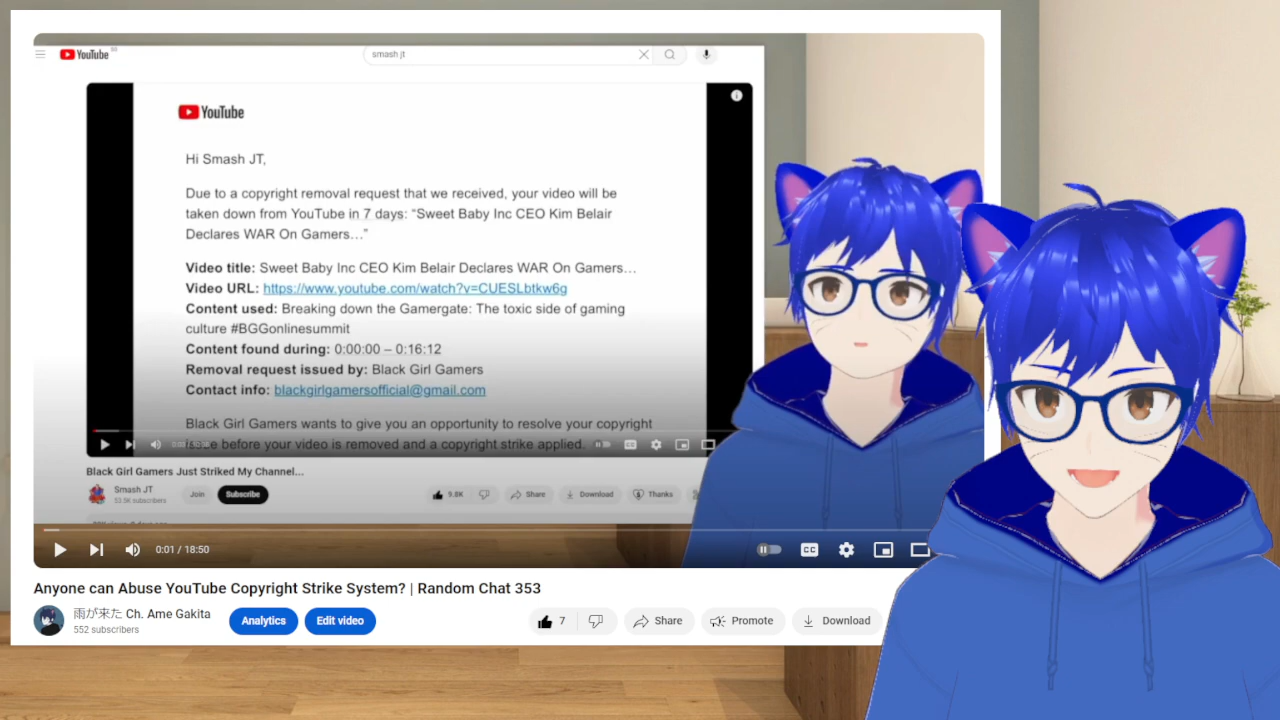 YouTube
smash jt
YouTube
Hi Smash JT,
Due to a copyright removal request that we received, your video will be
taken down from YouTube in 7 days: “Sweet Baby Inc CEO Kim Belair
Declares WAR On Gamers…”
Video title: Sweet Baby Inc CEO Kim Belair Declares WAR On Gamers…
Video URL: https://www.youtube.com/watch?v=CUESLbtkw6g
Content used: Breaking down the Gamergate: The toxic side of gaming
culture #BGGonlinesummit
Content found during: 0:00:00 – 0:16:12
Removal request issued by: Black Girl Gamers
Contact info: blackgirlgamersofficial@gmail.com
Black Girl Gamers wants to give you an opportunity to resolve your copyright
issue before your video is removed and a copyright strike applied.
CC
Black Girl Gamers Just Striked My Channel...
Smash JT
53.5K subscribers
Join
Subscribe
9.8K
Share
Download
Thanks
0:01 / 18:50
CC
Anyone can Abuse YouTube Copyright Strike System? | Random Chat 353
雨が来た Ch. Ame Gakita
552 subscribers
Analytics
Edit video
7
Share
Promote
Download